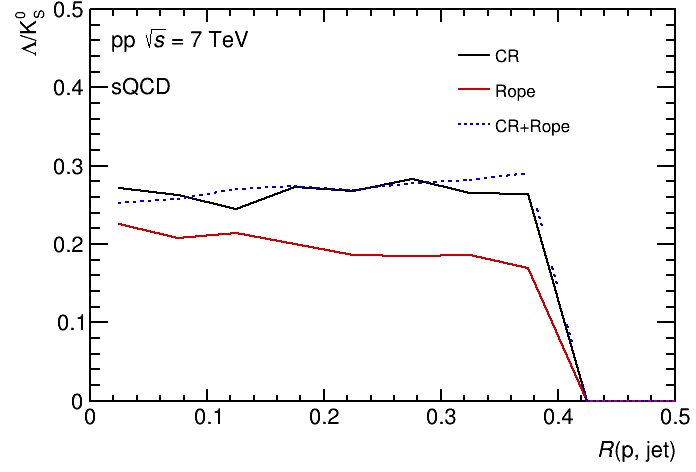 Λ/K⁰_S
pp √s = 7 TeV
sQCD
CR
Rope
CR+Rope
0.5
0.4
0.3
0.2
0.1
0
0 0.1 0.2 0.3 0.4 0.5
R(p, jet)